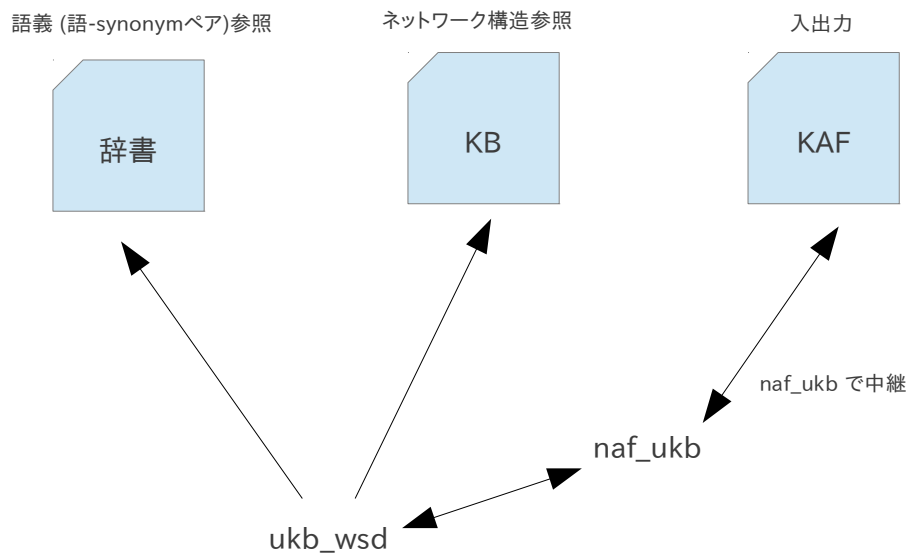 語義 (語-synonymペア)参照
ネットワーク構造参照
入出力
辞書
KB
KAF
naf_ukb で中継
naf_ukb
ukb_wsd